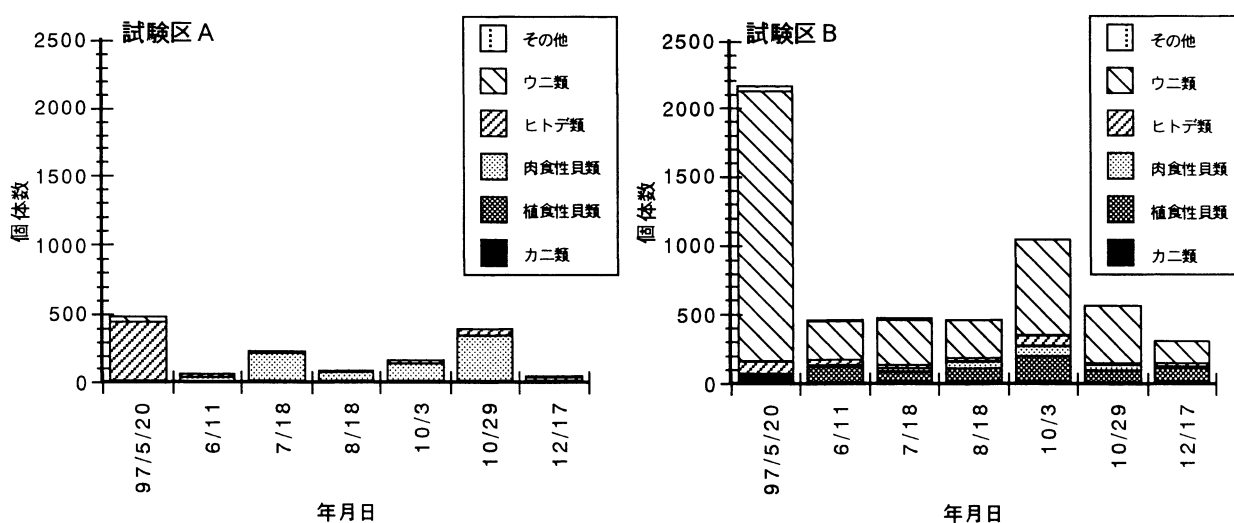 試験区A
2500
2000
1500
1000
500
0
個体数
その他
ウニ類
ヒトデ類
肉食性貝類
植食性貝類
カニ類
97/5/20
6/11
7/18
8/18
10/3
10/29
12/17
年月日
試験区B
2500
2000
1500
1000
500
0
個体数
その他
ウニ類
ヒトデ類
肉食性貝類
植食性貝類
カニ類
97/5/20
6/11
7/18
8/18
10/3
10/29
12/17
年月日